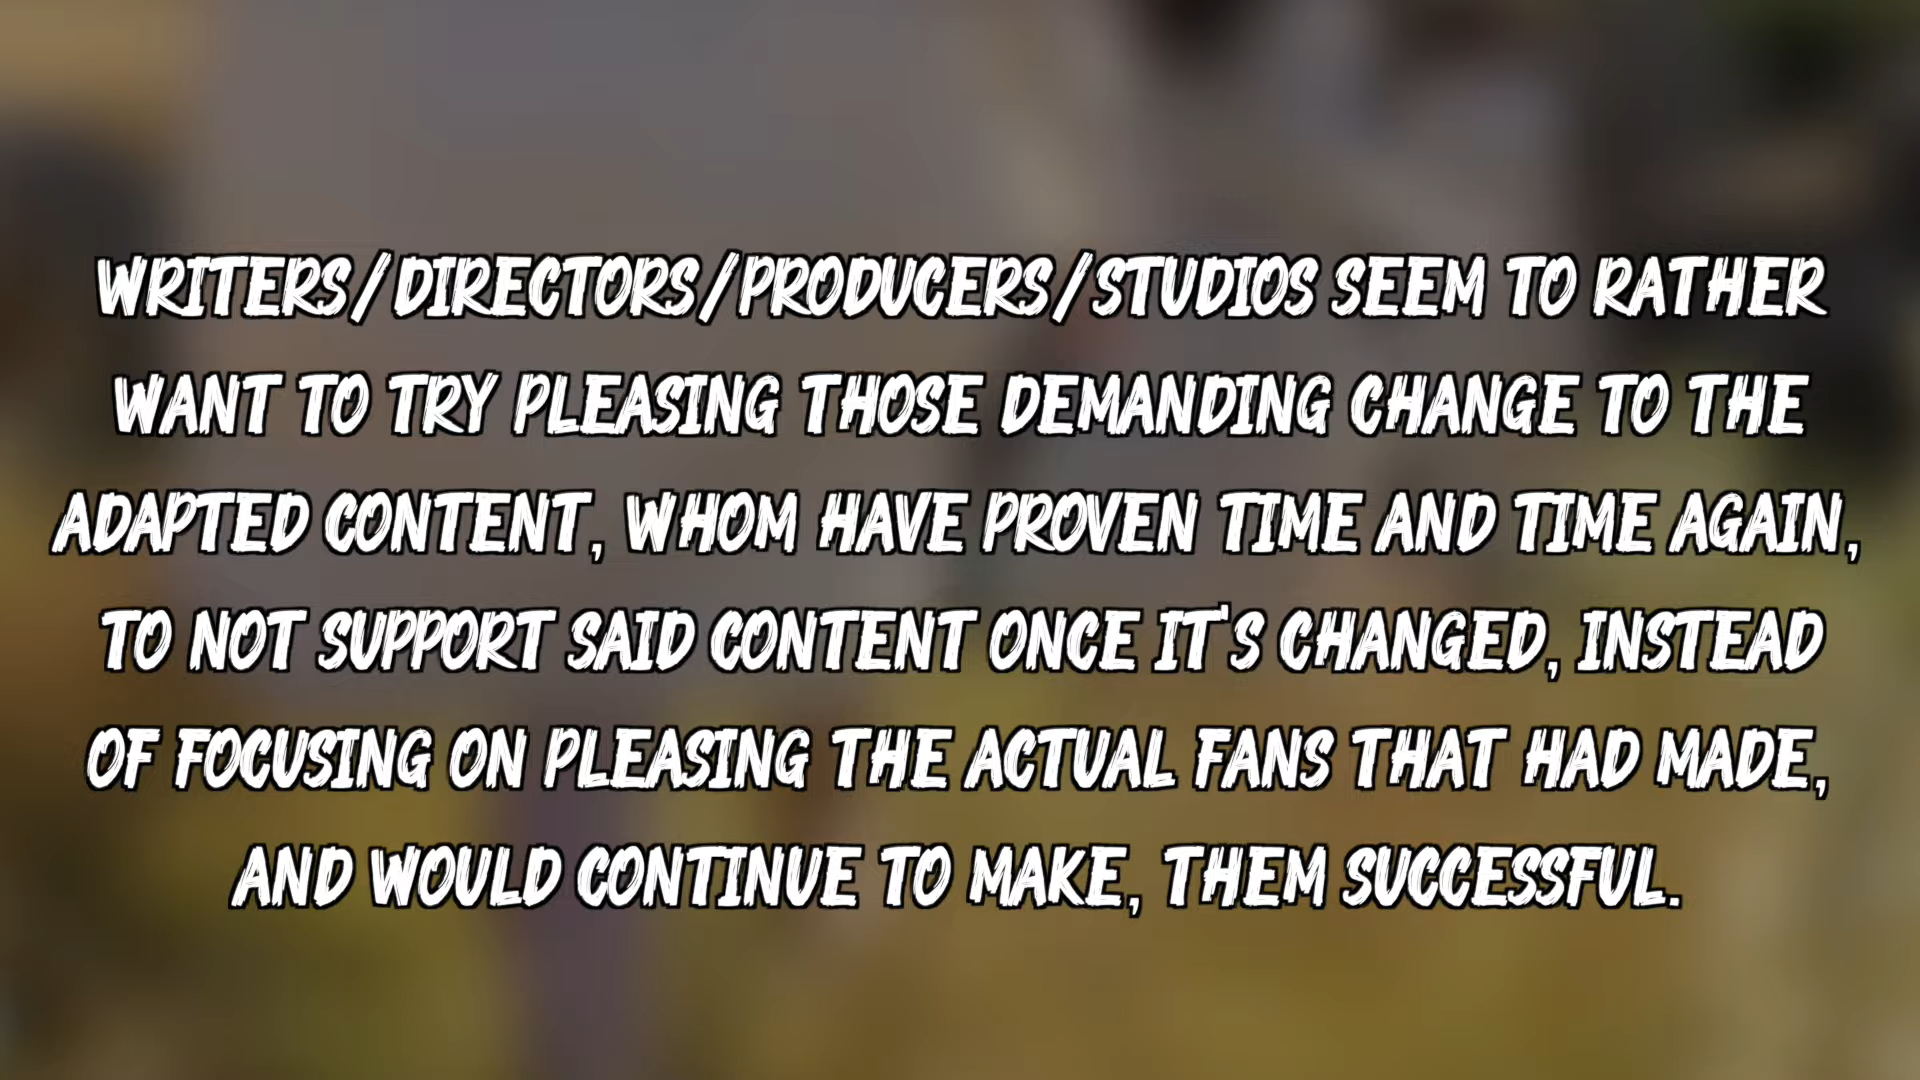 WRITERS/DIRECTORS/PRODUCERS/STUDIOS SEEM TO RATHER
WANT TO TRY PLEASING THOSE DEMANDING CHANGE TO THE
ADAPTED CONTENT, WHOM HAVE PROVEN TIME AND TIME AGAIN,
TO NOT SUPPORT SAID CONTENT ONCE IT'S CHANGED, INSTEAD
OF FOCUSING ON PLEASING THE ACTUAL FANS THAT HAD MADE,
AND WOULD CONTINUE TO MAKE, THEM SUCCESSFUL.